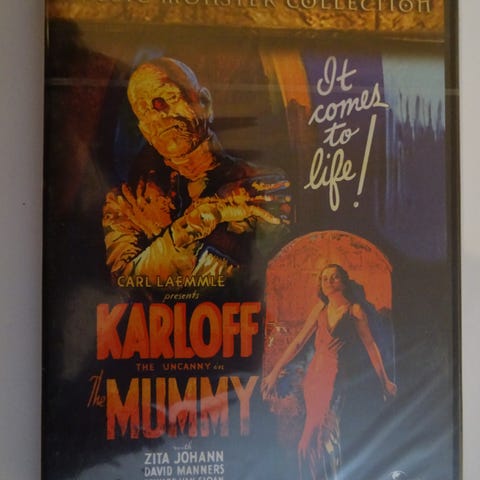 MONSTER COLLECTION
It
comes
to
life!
CARL LAEMMLE
presents
KARLOFF
THE UNCANNY in
The
MUMMY
with
ZITA JOHANN
DAVID MANNERS